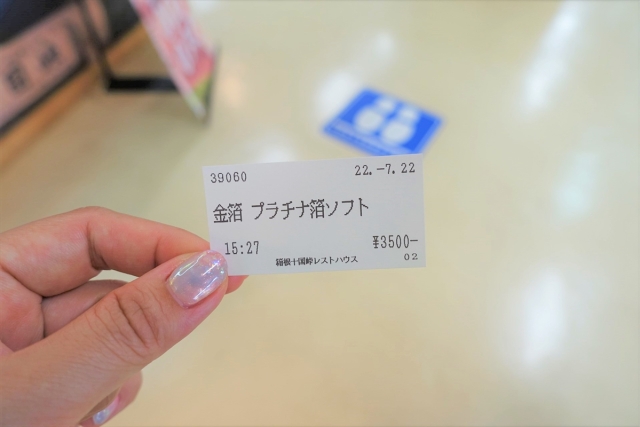 39060 22.-7.22
金箔 プラチナ箔ソフト
15:27 ¥3500-
箱根十国峠レストハウス 02